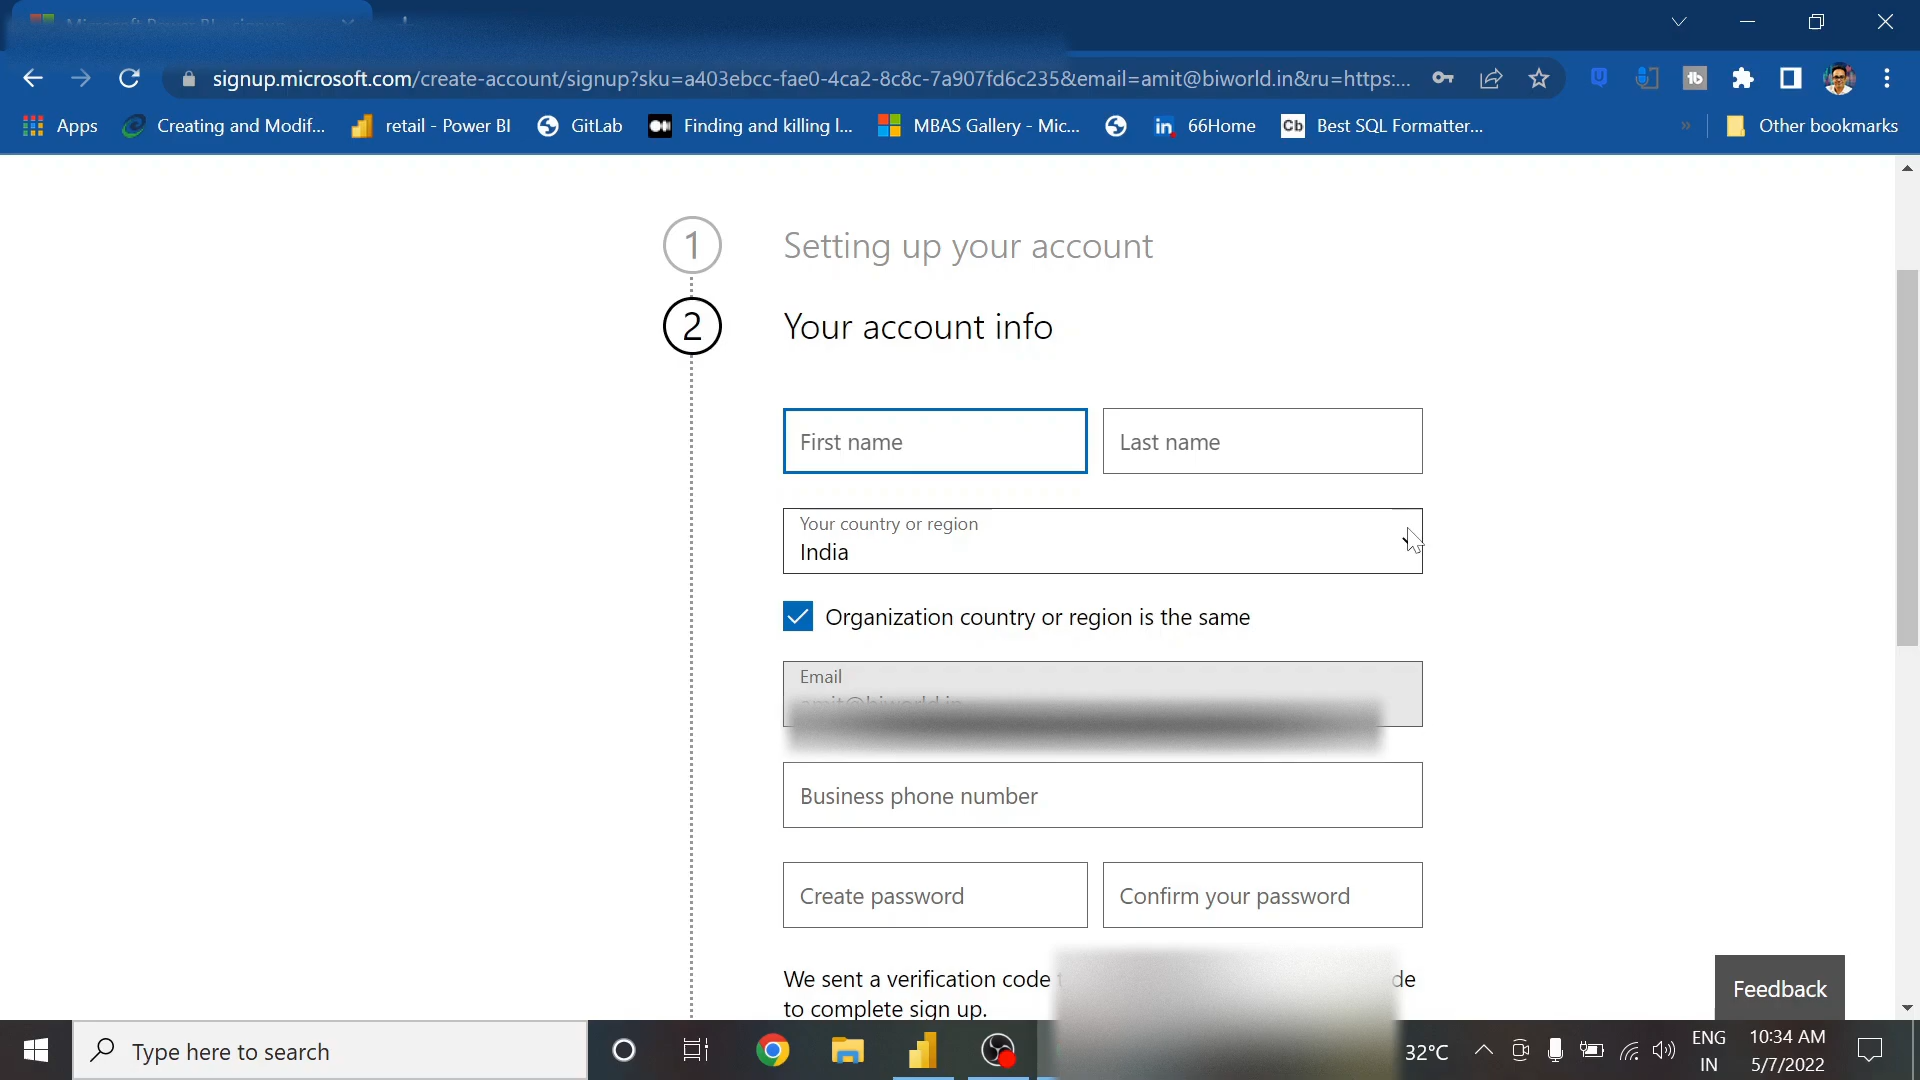 signup.microsoft.com/create-account/signup?sku=a403ebcc-fae0-4ca2-8c8c-7a907fd6c235&email=amit@biworld.in&ru=https:...
Apps
Creating and Modif...
retail - Power BI
GitLab
Finding and killing l...
MBAS Gallery - Mic...
66Home
Cb
Best SQL Formatter...
»
Other bookmarks
1 Setting up your account
2 Your account info
First name
Last name
Your country or region
India
Organization country or region is the same
Email
Business phone number
Create password
Confirm your password
We sent a verification code
de
to complete sign up.
Feedback
Type here to search
32°C
ENG
IN
10:34 AM
5/7/2022